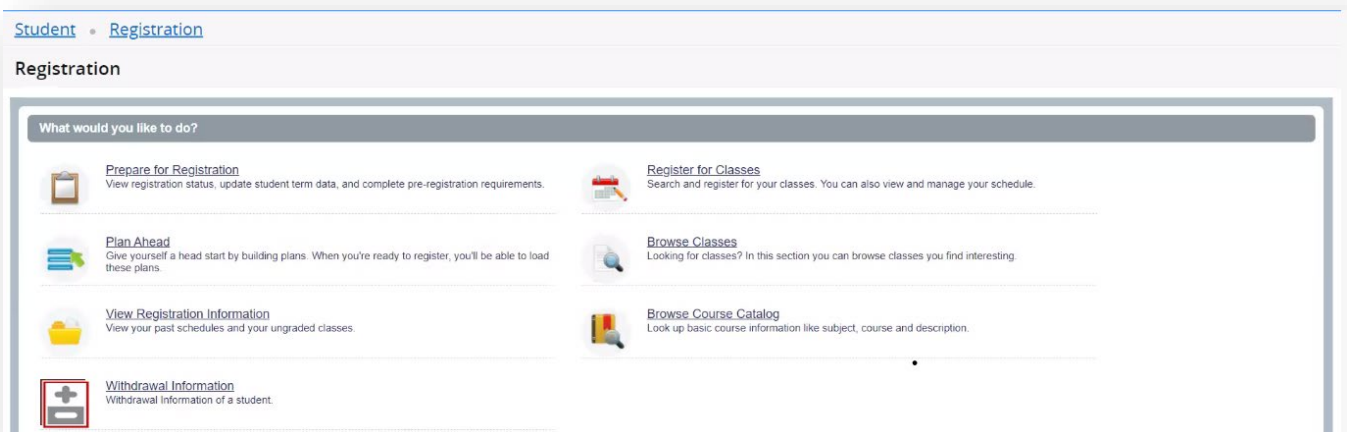 Student • Registration
Registration
What would you like to do?
Prepare for Registration
View registration status, update student term data, and complete pre-registration requirements.
Register for Classes
Search and register for your classes. You can also view and manage your schedule.
Plan Ahead
Give yourself a head start by building plans. When you're ready to register, you'll be able to load
these plans.
Browse Classes
Looking for classes? In this section you can browse classes you find interesting.
View Registration Information
View your past schedules and your ungraded classes.
Browse Course Catalog
Look up basic course information like subject, course and description.
Withdrawal Information
Withdrawal Information of a student.